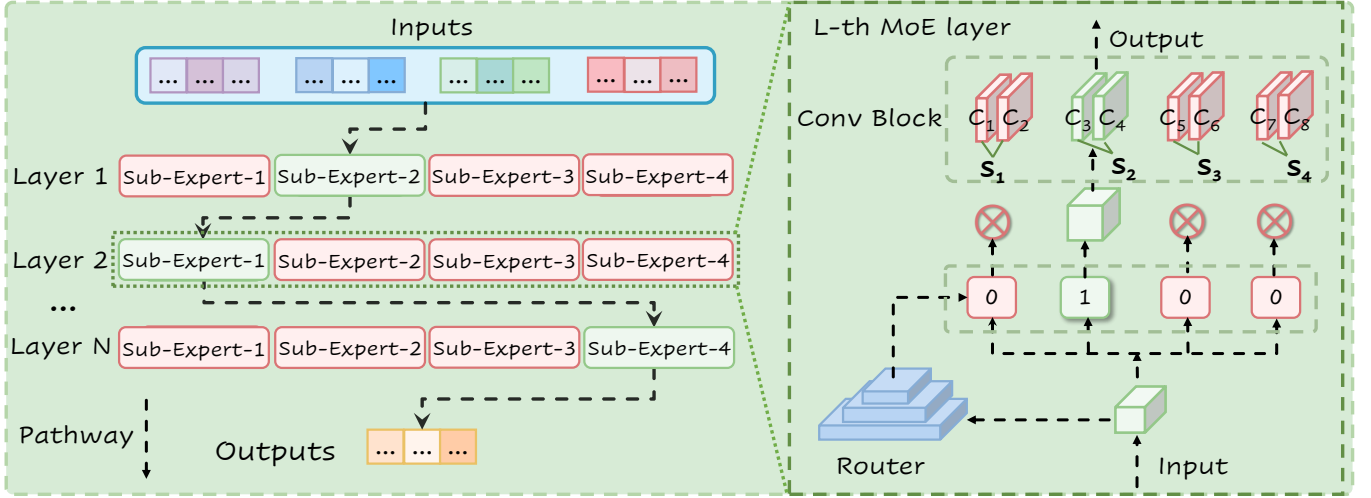 Inputs
... ... ... ... ... ... ... ... ... ... ... ...
Layer 1 Sub-Expert-1 Sub-Expert-2 Sub-Expert-3 Sub-Expert-4
Layer 2 Sub-Expert-1 Sub-Expert-2 Sub-Expert-3 Sub-Expert-4
...
Layer N Sub-Expert-1 Sub-Expert-2 Sub-Expert-3 Sub-Expert-4
Pathway
Outputs ... ... ...
L-th MoE layer
Output
Conv Block C1 C2 C3 C4 C5 C6 C7 C8
S1 S2 S3 S4
0 1 0 0
Router Input